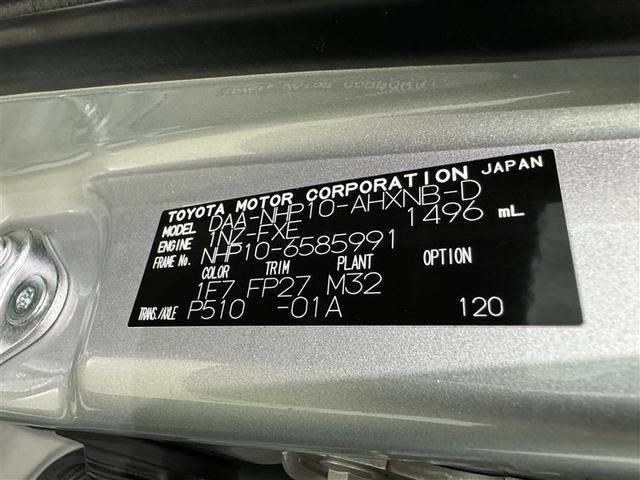 TOYOTA MOTOR CORPORATION JAPAN
MODEL DAA-NHP10-AHXNB-D
ENGINE 1NZ-FXE 1496 mL
FRAME No. NHP10-6585991
COLOR TRIM PLANT OPTION
1F7 FP27 M32
TRANS./AXLE P510 -01A 120